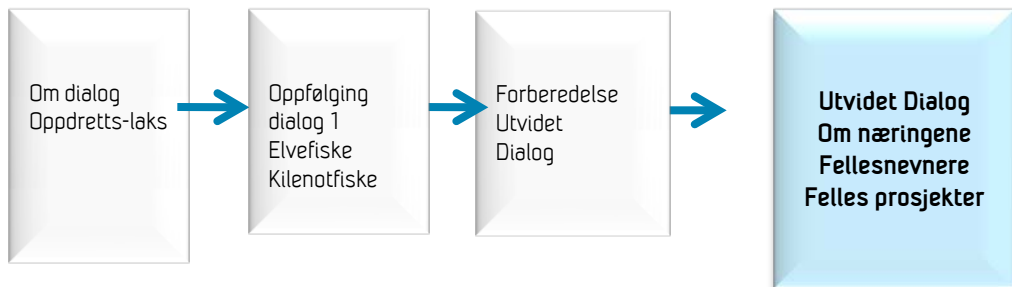 Om dialog
Oppdretts-laks
Oppfølging
dialog 1
Elvefiske
Kilenotfiske
Forberedelse
Utvidet
Dialog
Utvidet Dialog
Om næringene
Fellesnevnere
Felles prosjekter